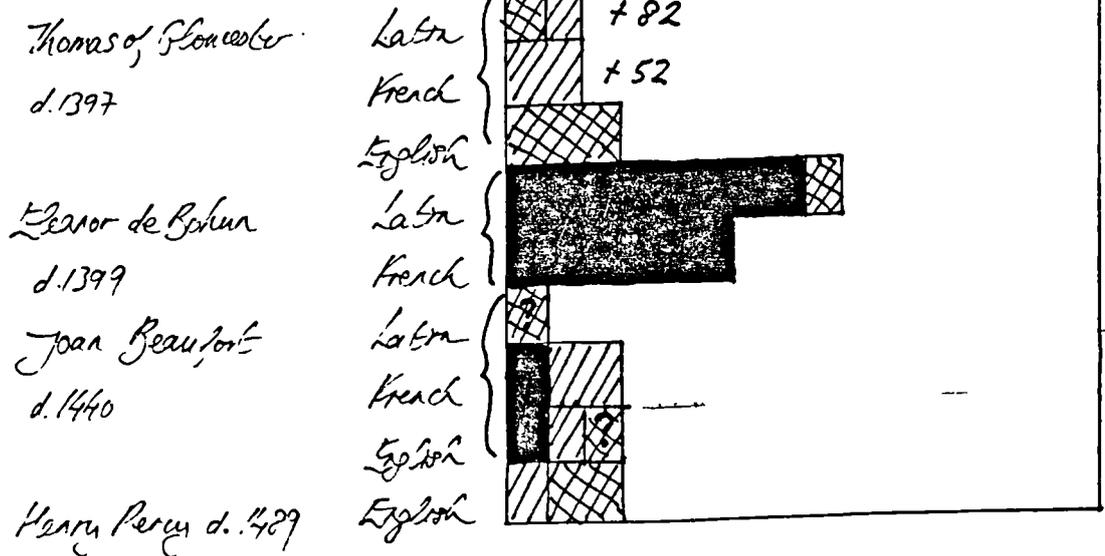 Thomas of Gloucester Latin + 82
d.1397 French + 52
English
Eleanor de Bohun Latin
d.1399 French
Joan Beaufort Latin ?
d.1440 French
English ?
Henry Percy d. 1489 English